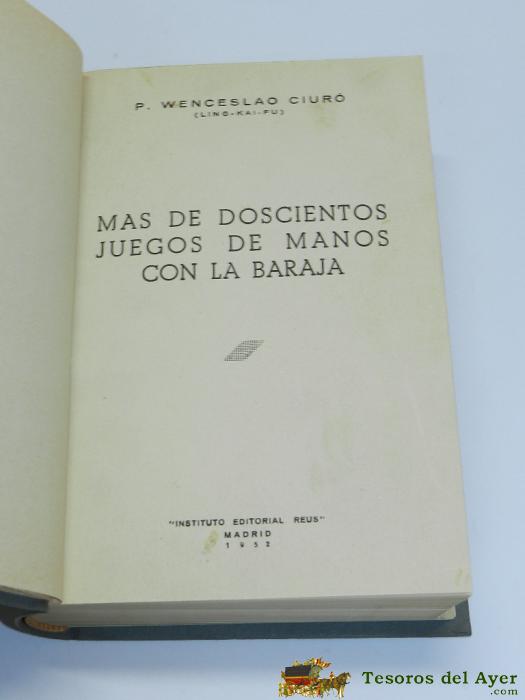 P. WENCESLAO CIURÓ
(LING-KAI-FU)
MAS DE DOSCIENTOS
JUEGOS DE MANOS
CON LA BARAJA
"INSTITUTO EDITORIAL REUS"
MADRID
1952
Tesoros del Ayer
.com